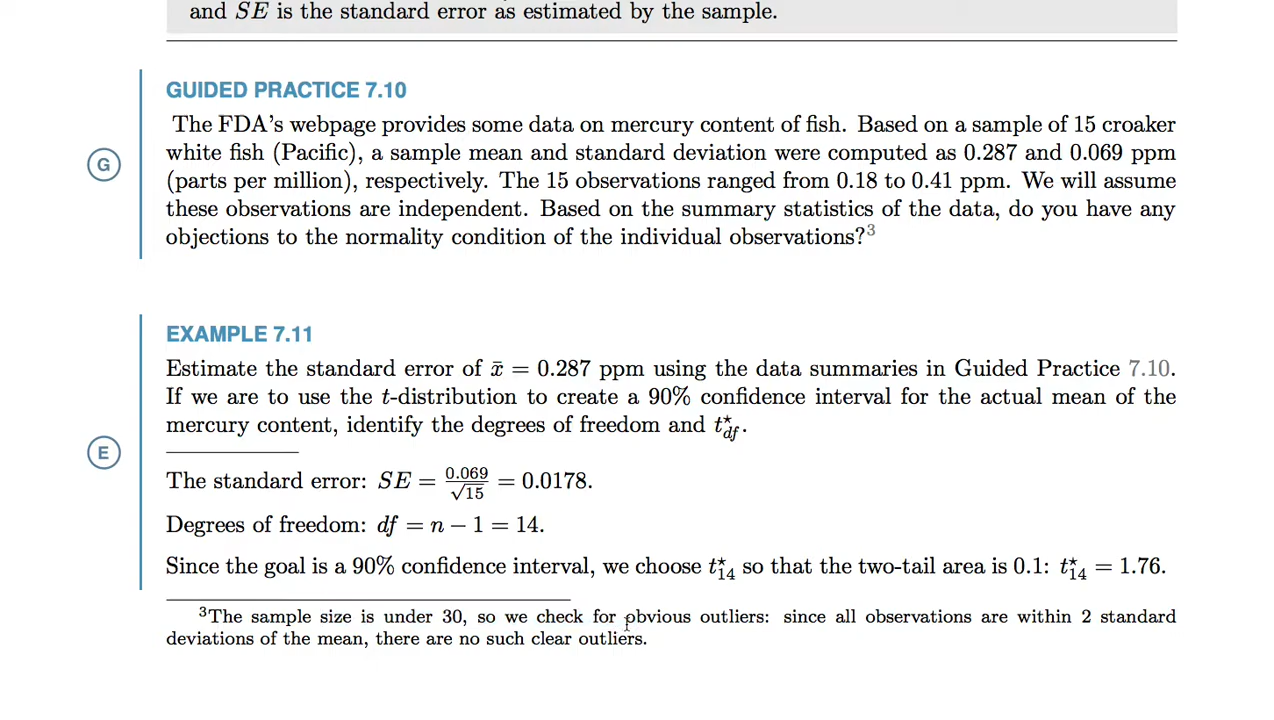 and SE is the standard error as estimated by the sample.
GUIDED PRACTICE 7.10
The FDA's webpage provides some data on mercury content of fish. Based on a sample of 15 croaker
white fish (Pacific), a sample mean and standard deviation were computed as 0.287 and 0.069 ppm
G
(parts per million), respectively. The 15 observations ranged from 0.18 to 0.41 ppm. We will assume
these observations are independent. Based on the summary statistics of the data, do you have any
objections to the normality condition of the individual observations?³
EXAMPLE 7.11
Estimate the standard error of x̄ = 0.287 ppm using the data summaries in Guided Practice 7.10.
If we are to use the t-distribution to create a 90% confidence interval for the actual mean of the
mercury content, identify the degrees of freedom and t⋆df.
E
The standard error: SE = 0.069/√15 = 0.0178.
Degrees of freedom: df = n − 1 = 14.
Since the goal is a 90% confidence interval, we choose t⋆14 so that the two-tail area is 0.1: t⋆14 = 1.76.
³The sample size is under 30, so we check for obvious outliers: since all observations are within 2 standard
deviations of the mean, there are no such clear outliers.